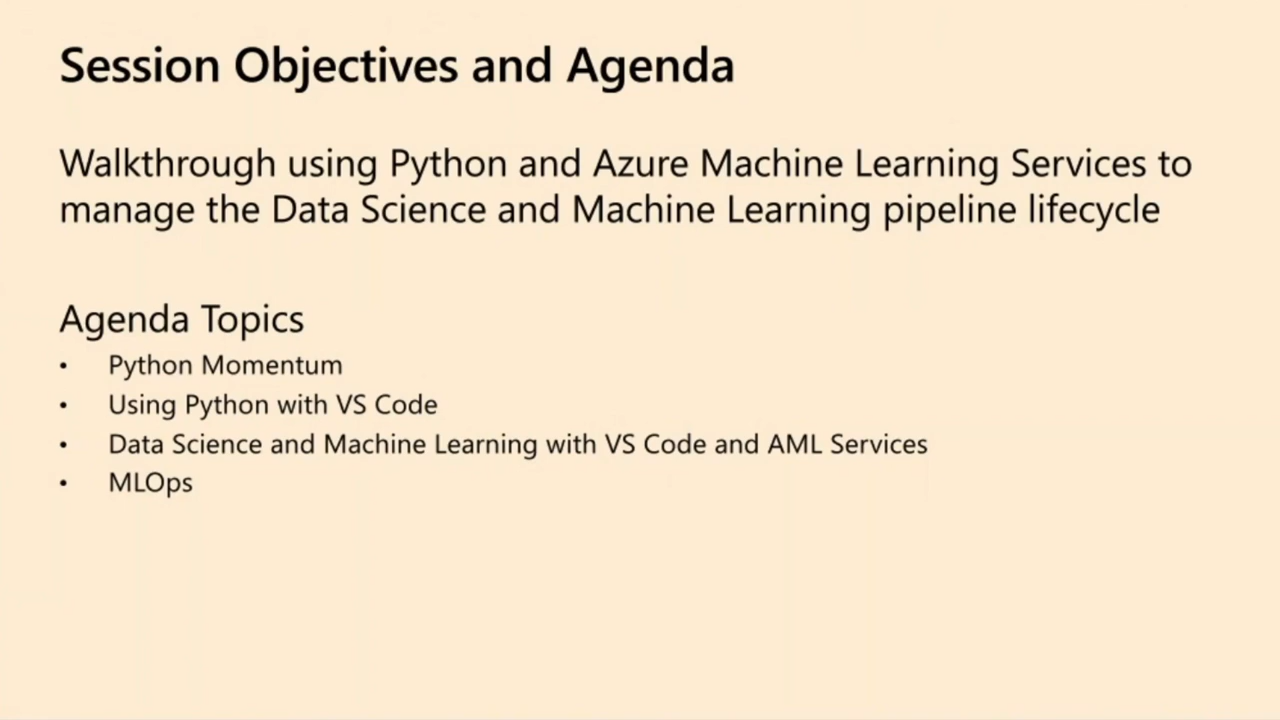 Session Objectives and Agenda
Walkthrough using Python and Azure Machine Learning Services to
manage the Data Science and Machine Learning pipeline lifecycle
Agenda Topics
• Python Momentum
• Using Python with VS Code
• Data Science and Machine Learning with VS Code and AML Services
• MLOps